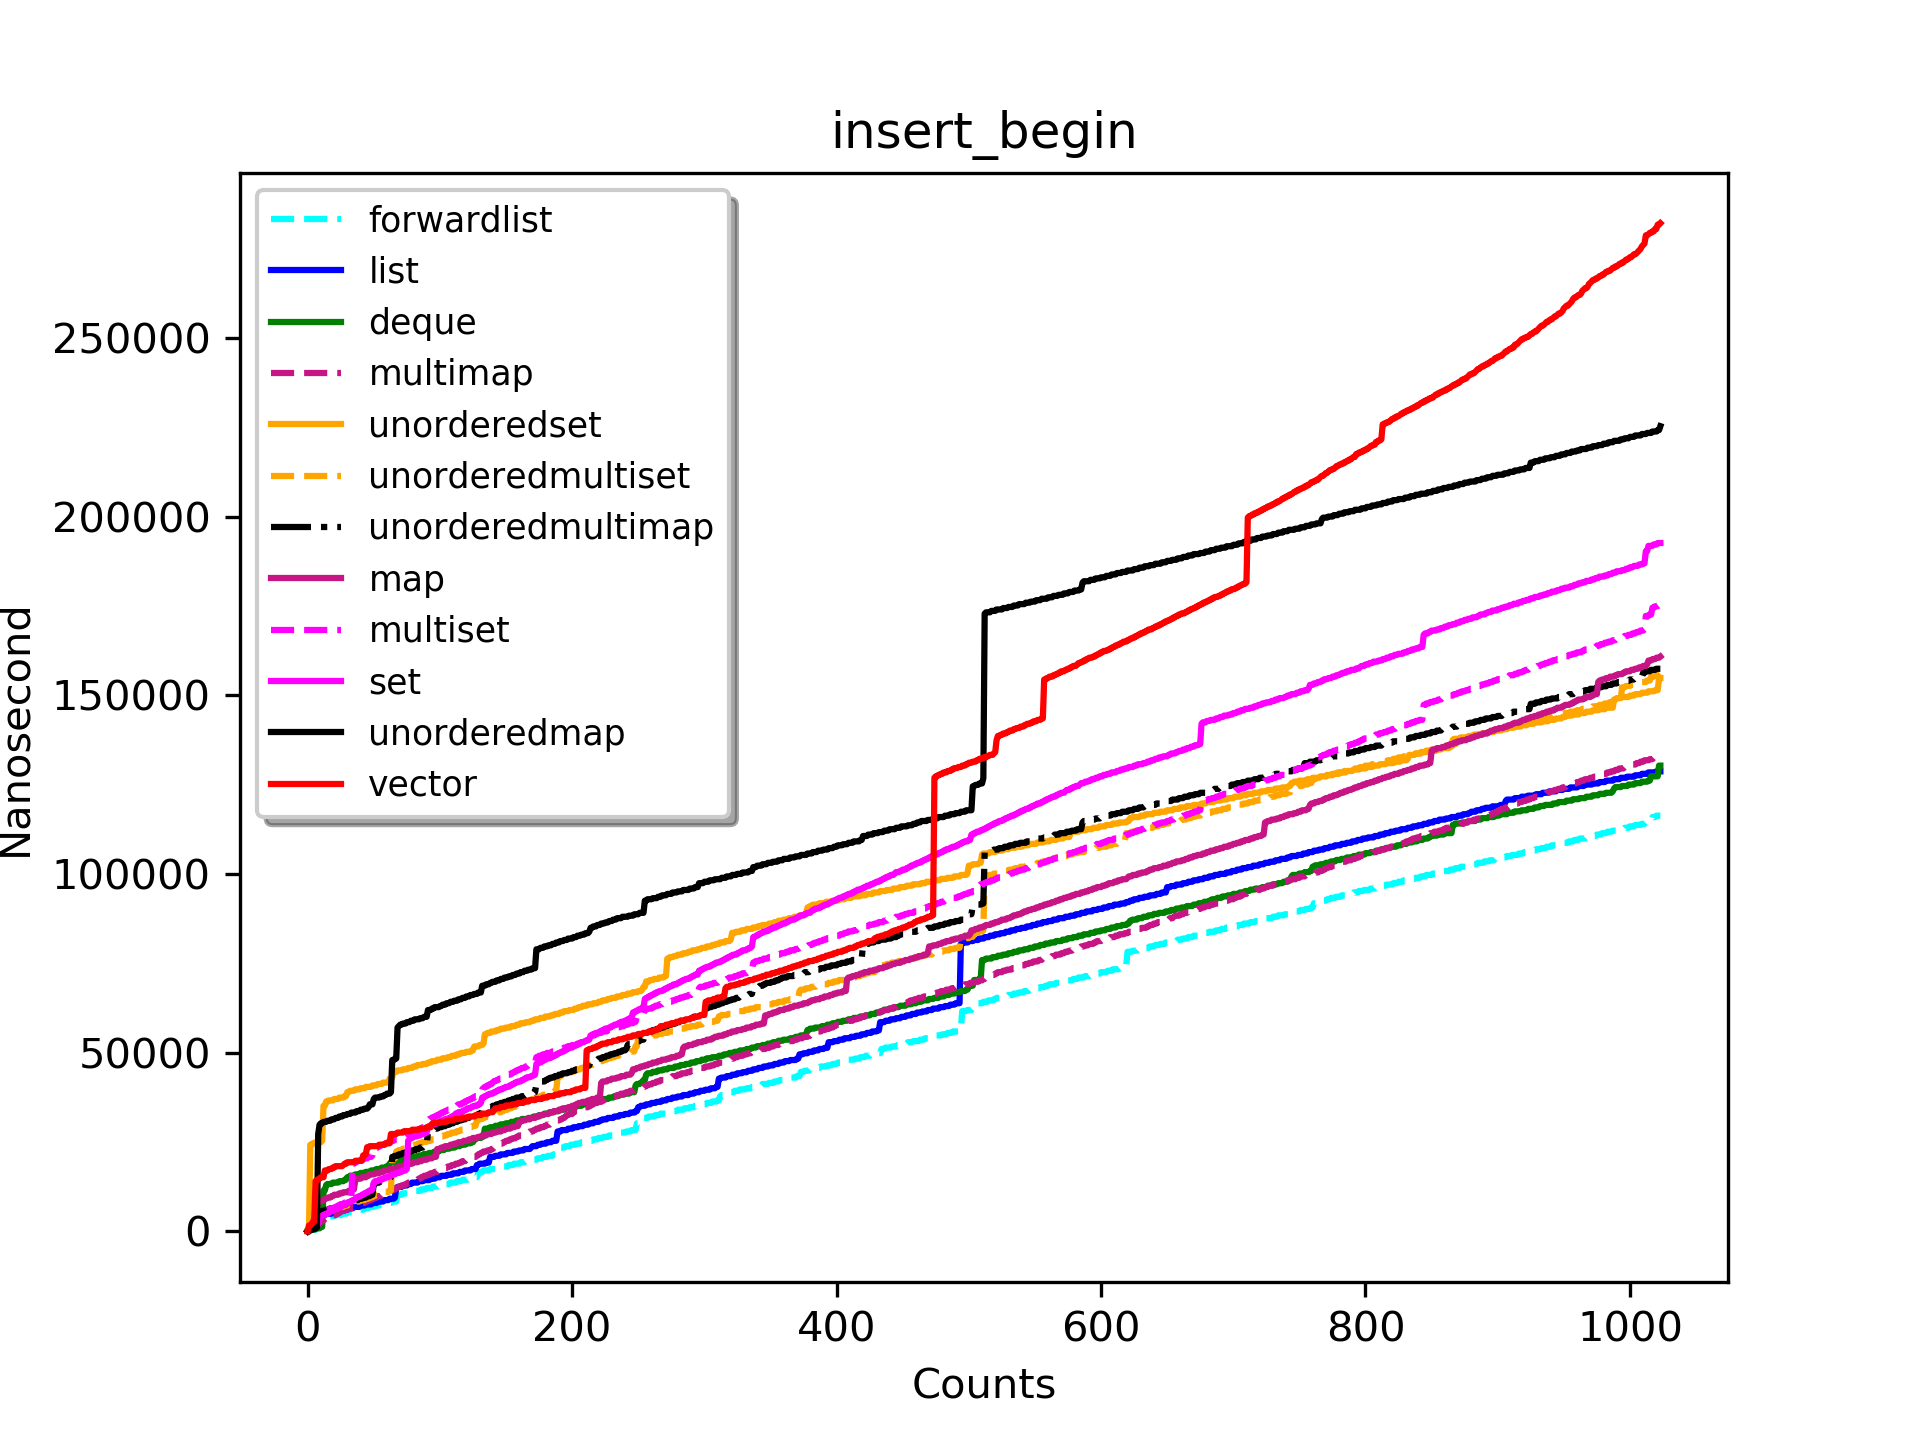 insert_begin
forwardlist
list
deque
multimap
unorderedset
unorderedmultiset
unorderedmultimap
map
multiset
set
unorderedmap
vector
Nanosecond
250000
200000
150000
100000
50000
0
0 200 400 600 800 1000
Counts